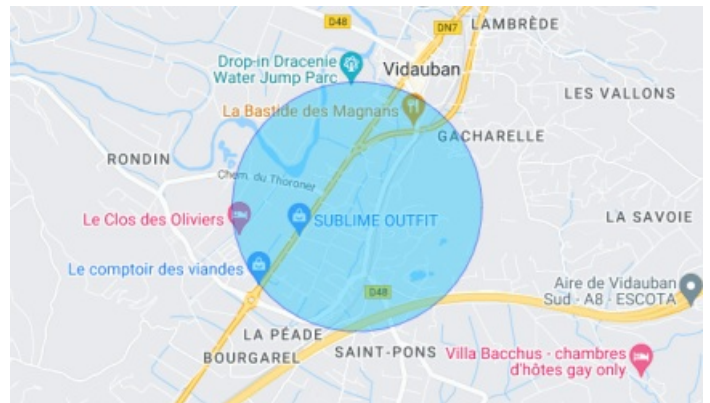 D48
DN7
LAMBRÈDE
Drop-in Dracenie
Water Jump Parc
Vidauban
LES VALLONS
La Bastide des Magnans
GACHARELLE
RONDIN
Chem. du Thoronet
Le Clos des Oliviers
SUBLIME OUTFIT
LA SAVOIE
Le comptoir des viandes
Aire de Vidauban
Sud - A8 - ESCOTA
D48
LA PÉADE
BOURGAREL
SAINT-PONS
Villa Bacchus - chambres
d'hôtes gay only